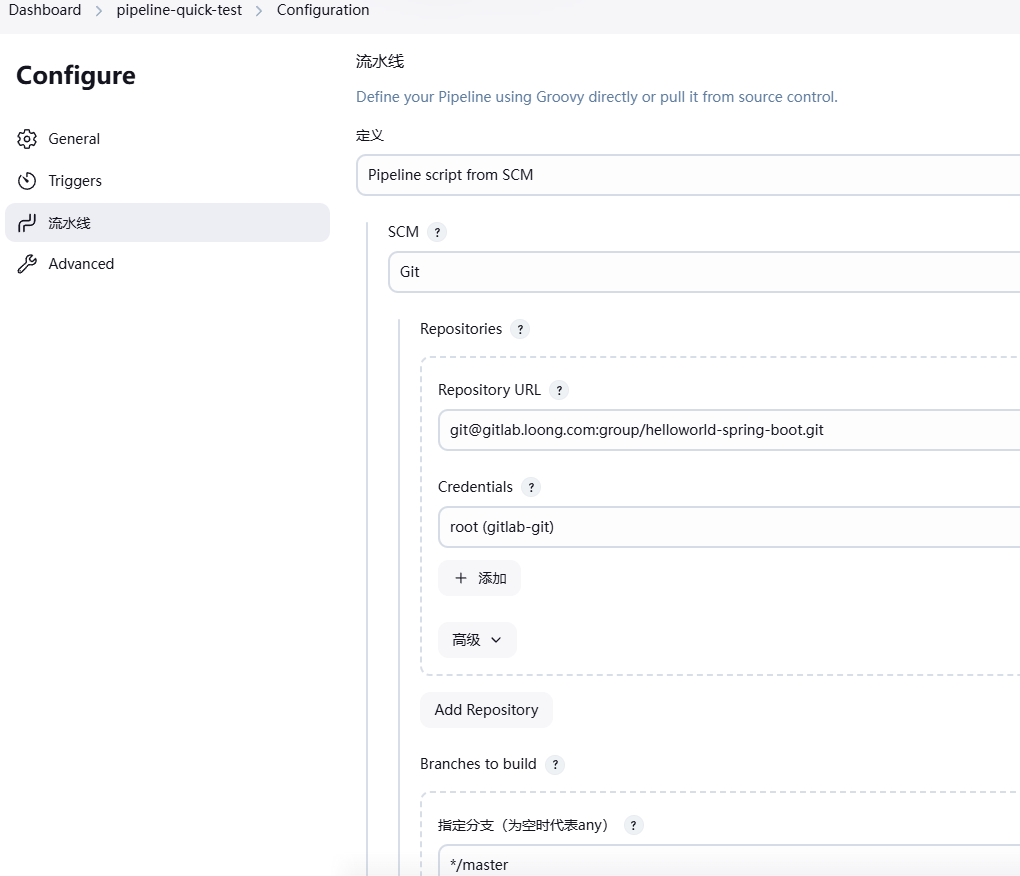 Dashboard > pipeline-quick-test > Configuration
Configure
General
Triggers
流水线
Advanced
流水线
Define your Pipeline using Groovy directly or pull it from source control.
定义
Pipeline script from SCM
SCM ?
Git
Repositories ?
Repository URL ?
git@gitlab.loong.com:group/helloworld-spring-boot.git
Credentials ?
root (gitlab-git)
+ 添加
高级
Add Repository
Branches to build ?
指定分支（为空时代表any） ?
*/master